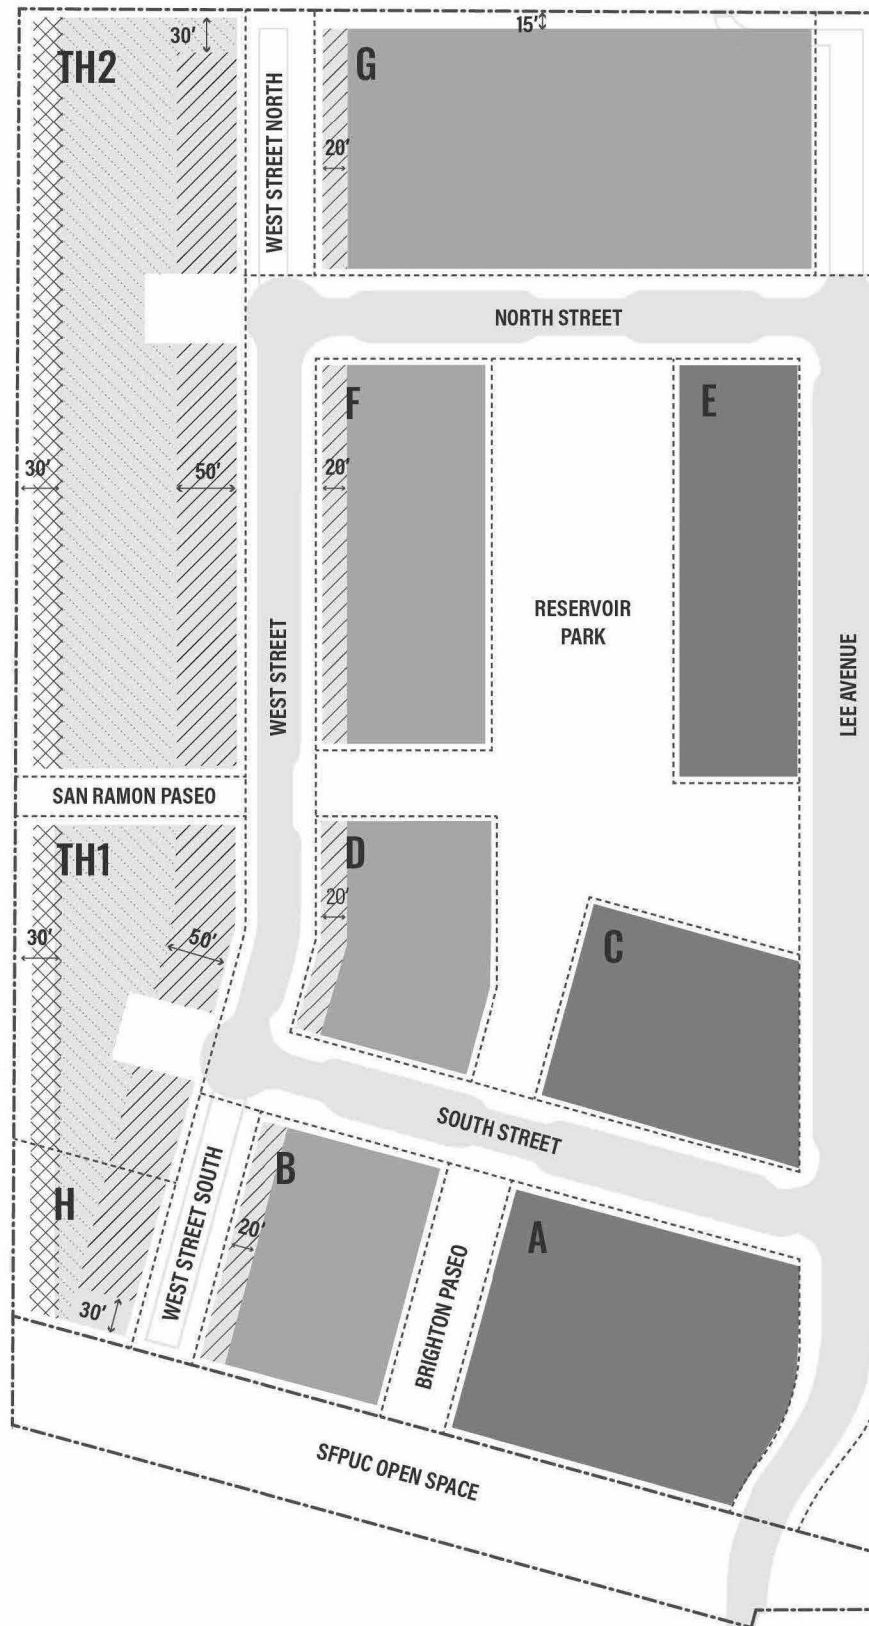 15'
30'
TH2
G
WEST STREET NORTH
20'
NORTH STREET
F
E
30'
50'
20'
RESERVOIR
PARK
WEST STREET
LEE AVENUE
SAN RAMON PASEO
TH1
D
20'
30'
50'
C
SOUTH STREET
B
H
WEST STREET SOUTH
20'
A
BRIGHTON PASEO
30'
SFPUC OPEN SPACE